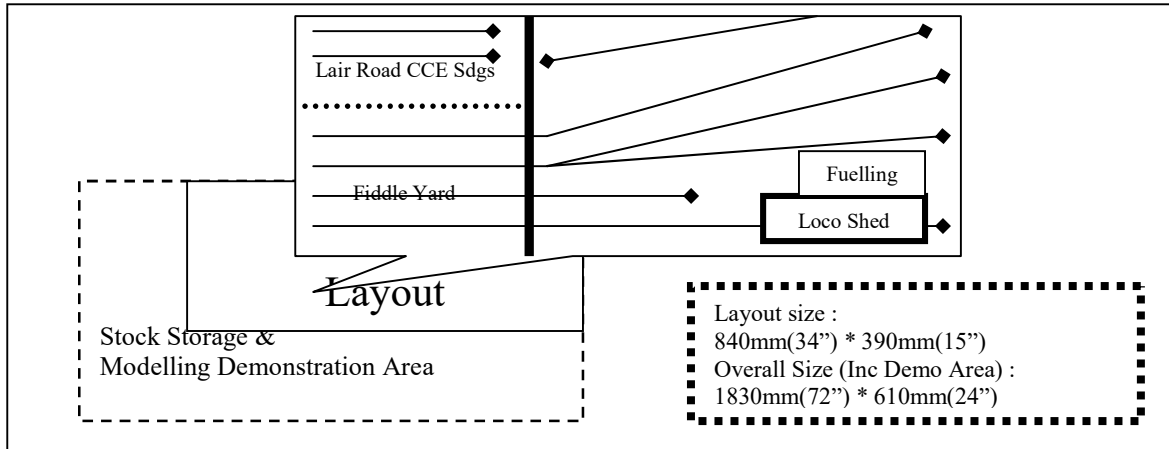 Lair Road CCE Sdgs
Fiddle Yard
Fuelling
Loco Shed
Layout
Stock Storage &
Modelling Demonstration Area
Layout size :
840mm(34”) * 390mm(15”)
Overall Size (Inc Demo Area) :
1830mm(72”) * 610mm(24”)